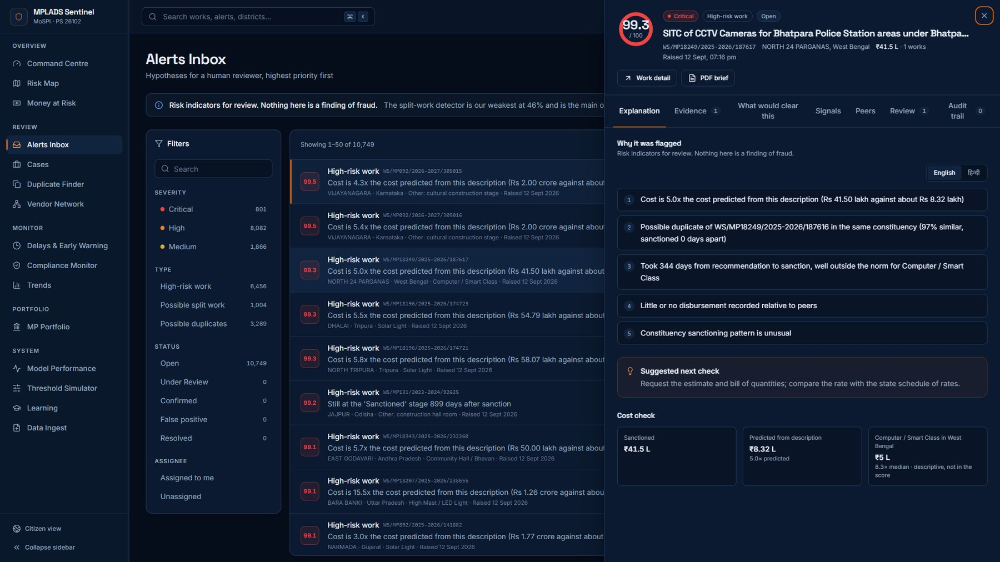 MPLADS Sentinel
MoSPI · PS 26102
OVERVIEW
Command Centre
Risk Map
Money at Risk
REVIEW
Alerts Inbox
Cases
Duplicate Finder
Vendor Network
MONITOR
Delays & Early Warning
Compliance Monitor
Trends
PORTFOLIO
MP Portfolio
SYSTEM
Model Performance
Threshold Simulator
Learning
Data Ingest
Citizen view
Collapse sidebar
Search works, alerts, districts... ⌘ K
Alerts Inbox
Hypotheses for a human reviewer, highest priority first
Risk indicators for review. Nothing here is a finding of fraud. The split-work detector is our weakest at 46% and is the main o
Filters
Search
SEVERITY
Critical 801
High 8,082
Medium 1,866
TYPE
High-risk work 6,456
Possible split work 1,004
Possible duplicates 3,289
STATUS
Open 10,749
Under Review 0
Confirmed 0
False positive 0
Resolved 0
ASSIGNEE
Assigned to me
Unassigned
Showing 1–50 of 10,749
99.5
High-risk work WS/MP092/2026-2027/305015
Cost is 4.3x the cost predicted from this description (Rs 2.00 crore against about
VIJAYANAGARA · Karnataka · Other: cultural construction stage · Raised 12 Sept 2026
99.5
High-risk work WS/MP092/2026-2027/305016
Cost is 5.4x the cost predicted from this description (Rs 2.00 crore against about
VIJAYANAGARA · Karnataka · Other: cultural construction stage · Raised 12 Sept 2026
99.3
High-risk work WS/MP18249/2025-2026/187617
Cost is 5.0x the cost predicted from this description (Rs 41.50 lakh against about
NORTH 24 PARGANAS · West Bengal · Computer / Smart Class · Raised 12 Sept 2026
99.3
High-risk work WS/MP18196/2025-2026/174723
Cost is 5.5x the cost predicted from this description (Rs 54.79 lakh against about
DHALAI · Tripura · Solar Light · Raised 12 Sept 2026
99.3
High-risk work WS/MP18196/2025-2026/174721
Cost is 5.8x the cost predicted from this description (Rs 58.07 lakh against about
NORTH TRIPURA · Tripura · Solar Light · Raised 12 Sept 2026
99.2
High-risk work WS/MP131/2023-2024/92625
Still at the 'Sanctioned' stage 899 days after sanction
JAJPUR · Odisha · Other: construction hall room · Raised 12 Sept 2026
99.1
High-risk work WS/MP18343/2025-2026/232260
Cost is 5.7x the cost predicted from this description (Rs 50.00 lakh against about
EAST GODAVARI · Andhra Pradesh · Community Hall / Bhavan · Raised 12 Sept 2026
99.1
High-risk work WS/MP18207/2025-2026/238655
Cost is 15.5x the cost predicted from this description (Rs 1.26 crore against abou
BARA BANKI · Uttar Pradesh · High Mast / LED Light · Raised 12 Sept 2026
99.1
High-risk work WS/MP892/2025-2026/141882
Cost is 3.0x the cost predicted from this description (Rs 1.77 crore against about
NARMADA · Gujarat · Solar Light · Raised 12 Sept 2026
99.3
/ 100
Critical High-risk work Open
SITC of CCTV Cameras for Bhatpara Police Station areas under Bhatpa...
WS/MP18249/2025-2026/187617 NORTH 24 PARGANAS, West Bengal ₹41.5 L · 1 works
Raised 12 Sept, 07:16 pm
Work detail PDF brief
Explanation Evidence 1 What would clear this Signals Peers Review 1 Audit trail 0
Why it was flagged
Risk indicators for review. Nothing here is a finding of fraud.
English हिन्दी
1 Cost is 5.0x the cost predicted from this description (Rs 41.50 lakh against about Rs 8.32 lakh)
2 Possible duplicate of WS/MP18249/2025-2026/187616 in the same constituency (97% similar,
sanctioned 0 days apart)
3 Took 344 days from recommendation to sanction, well outside the norm for Computer / Smart
Class
4 Little or no disbursement recorded relative to peers
5 Constituency sanctioning pattern is unusual
Suggested next check
Request the estimate and bill of quantities; compare the rate with the state schedule of rates.
Cost check
Sanctioned
₹41.5 L
Predicted from description
₹8.32 L
5.0× predicted
Computer / Smart Class in West
Bengal
₹5 L
8.3× median · descriptive, not in the
score